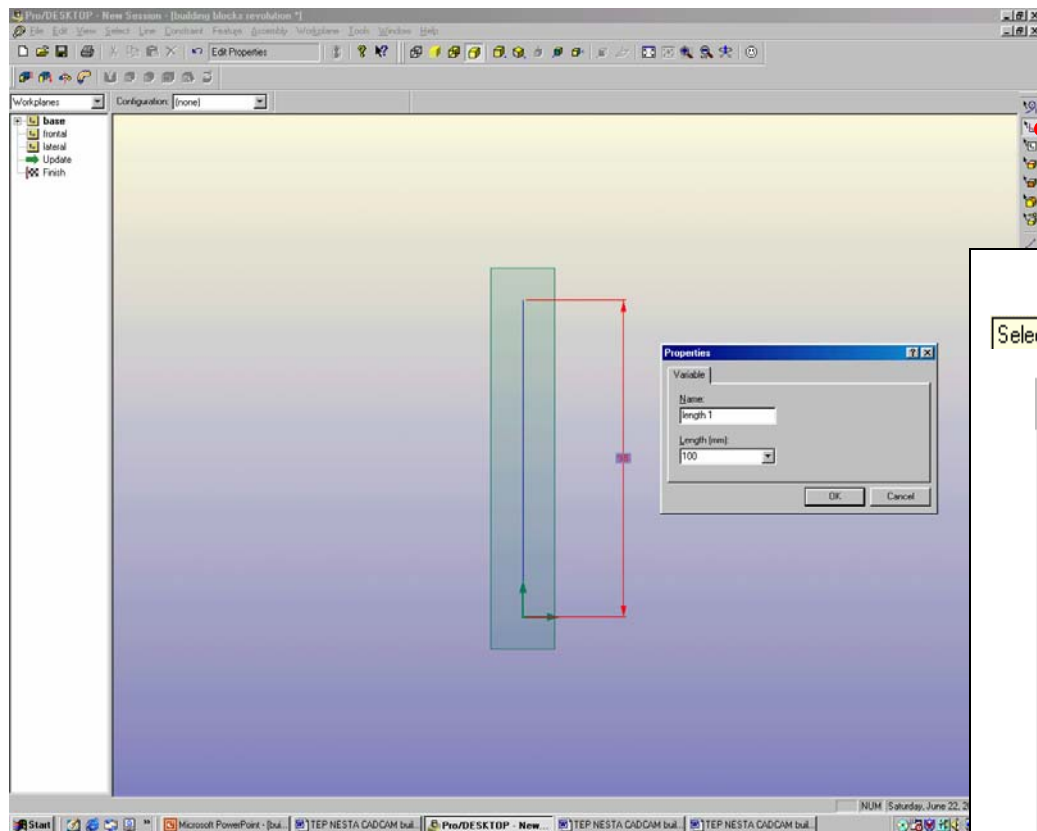 Pro/DESKTOP - New Session - [building blocks revolution *]
File Edit View Select Line Constraint Feature Assembly Workplane Tools Window Help
Edit Properties
Workplanes
Configuration: (none)
base
frontal
lateral
Update
Finish
Selec
Properties
Variable
Name:
length 1
Length (mm):
100
OK
Cancel
NUM Saturday, June 22, 2
Start
Microsoft PowerPoint - [bui...
TEP NESTA CADCAM buil...
Pro/DESKTOP - New...
TEP NESTA CADCAM buil...
TEP NESTA CADCAM buil...